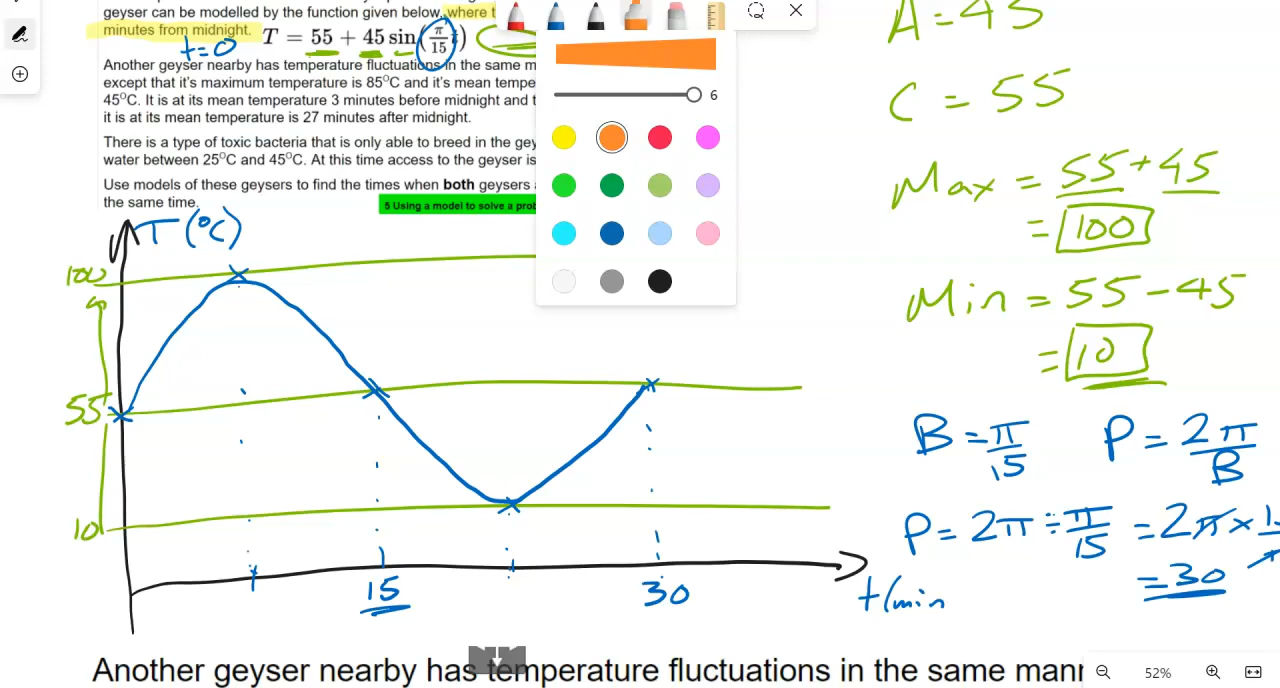 geyser can be modelled by the function given below, where t
minutes from midnight.
t=0
T = 55 + 45 sin(π/15 t)
Another geyser nearby has temperature fluctuations in the same m
except that it's maximum temperature is 85°C and it's mean tempe
45°C. It is at its mean temperature 3 minutes before midnight and t
it is at its mean temperature is 27 minutes after midnight.
There is a type of toxic bacteria that is only able to breed in the gey
water between 25°C and 45°C. At this time access to the geyser is
Use models of these geysers to find the times when both geysers
the same time.
5 Using a model to solve a prob
6
A = 45
C = 55
Max = 55 + 45
= 100
Min = 55 - 45
= 10
B = π/15
P = 2π/B
P = 2π ÷ π/15 = 2π ×
= 30
T (°C)
100
55
10
15
30
t (min
Another geyser nearby has temperature fluctuations in the same mann
52%